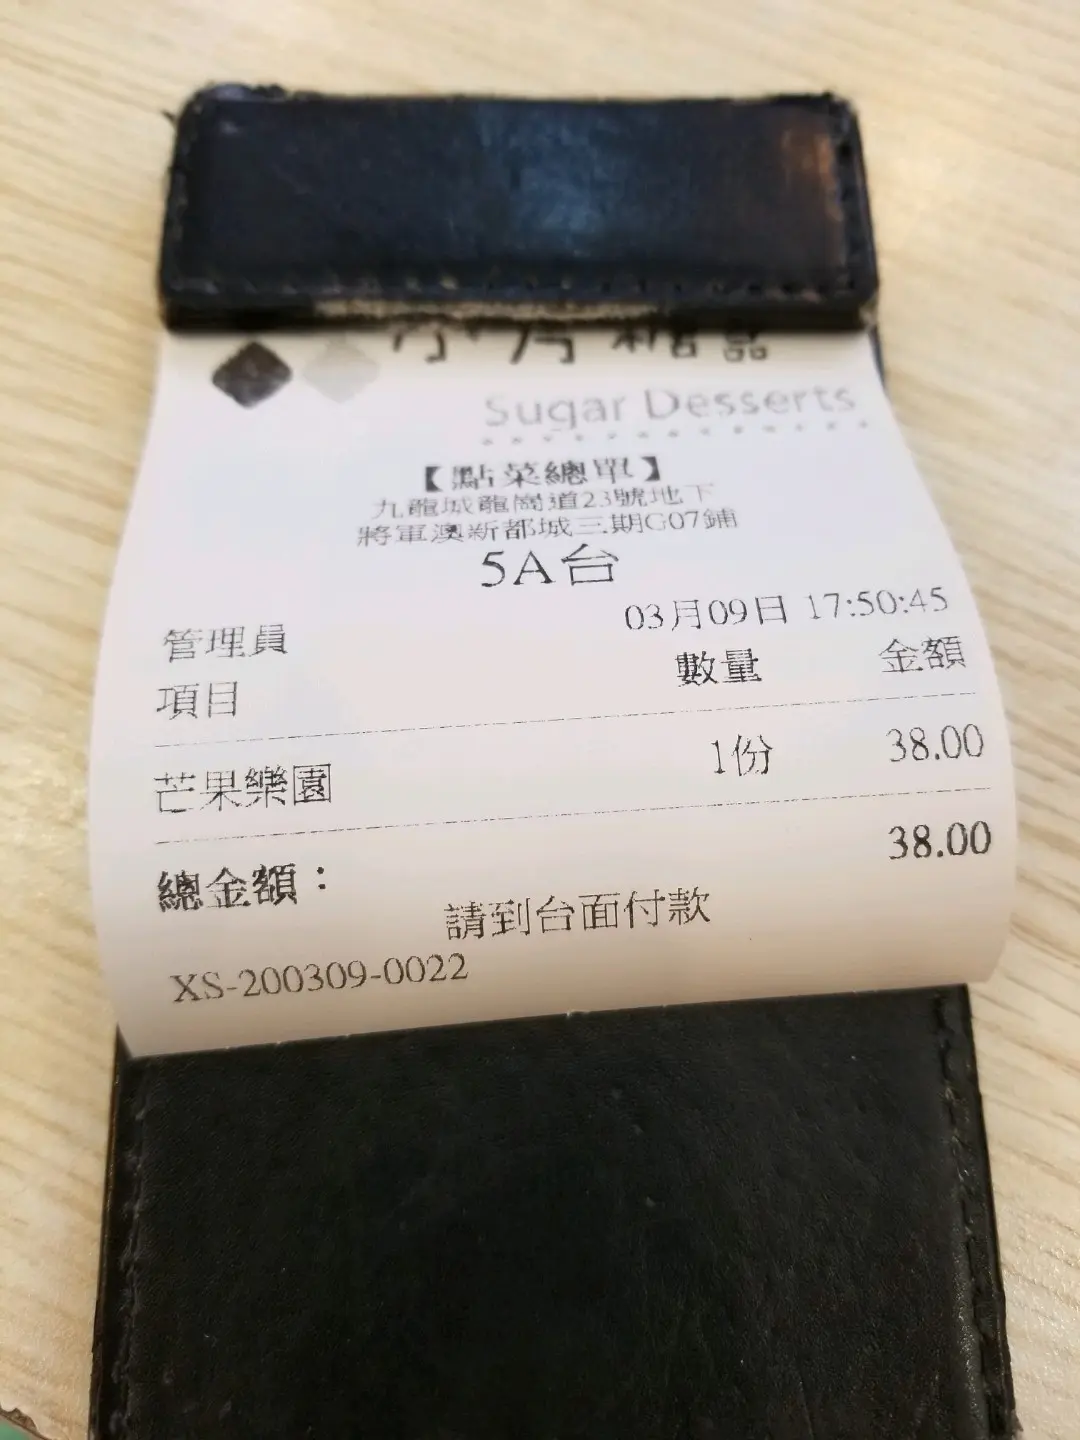 糖品
Sugar Desserts
【點菜總單】
九龍城龍崗道23號地下
將軍澳新都城三期G07鋪
5A台
管理員 03月09日 17:50:45
項目 數量 金額
芒果樂園 1份 38.00
總金額： 38.00
請到台面付款
XS-200309-0022